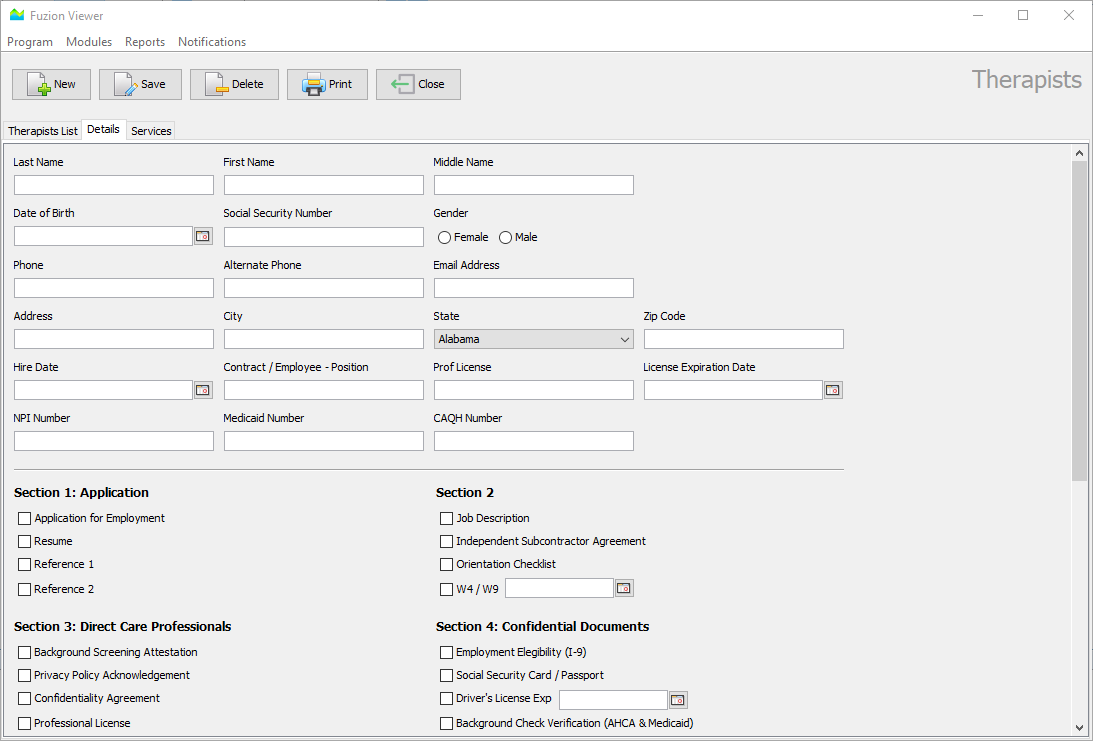 Fuzion Viewer
Program Modules Reports Notifications
New Save Delete Print Close Therapists
Therapists List Details Services
Last Name First Name Middle Name
Date of Birth Social Security Number Gender
Female Male
Phone Alternate Phone Email Address
Address City State Zip Code
Alabama
Hire Date Contract / Employee - Position Prof License License Expiration Date
NPI Number Medicaid Number CAQH Number
Section 1: Application Section 2
Application for Employment Job Description
Resume Independent Subcontractor Agreement
Reference 1 Orientation Checklist
Reference 2 W4 / W9
Section 3: Direct Care Professionals Section 4: Confidential Documents
Background Screening Attestation Employment Elegibility (I-9)
Privacy Policy Acknowledgement Social Security Card / Passport
Confidentiality Agreement Driver's License Exp
Professional License Background Check Verification (AHCA & Medicaid)